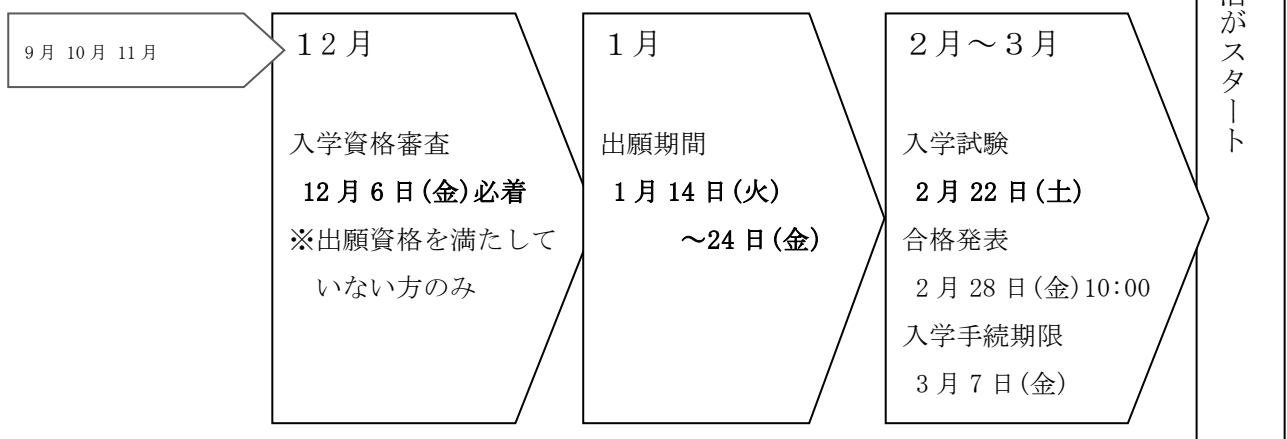 9月 10月 11月
12月
入学資格審査
12月6日(金)必着
※出願資格を満たして
いない方のみ
1月
出願期間
1月14日(火)
～24日(金)
2月～3月
入学試験
2月22日(土)
合格発表
2月28日(金)10:00
入学手続期限
3月7日(金)
がスタート